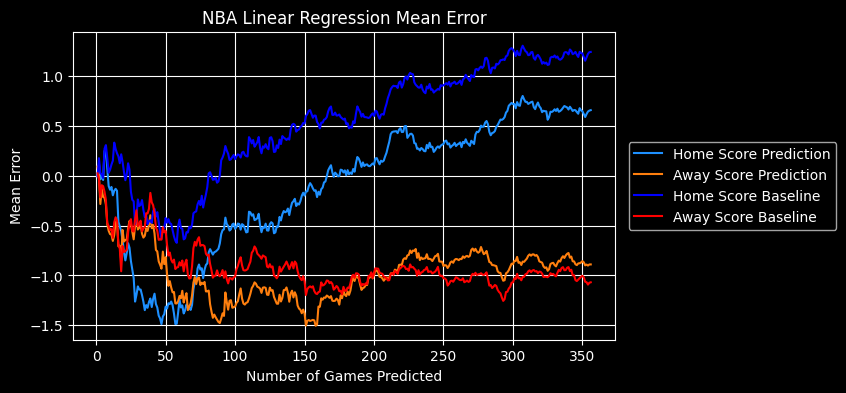 NBA Linear Regression Mean Error
Mean Error
1.0
0.5
0.0
−0.5
−1.0
−1.5
0 50 100 150 200 250 300 350
Number of Games Predicted
Home Score Prediction
Away Score Prediction
Home Score Baseline
Away Score Baseline